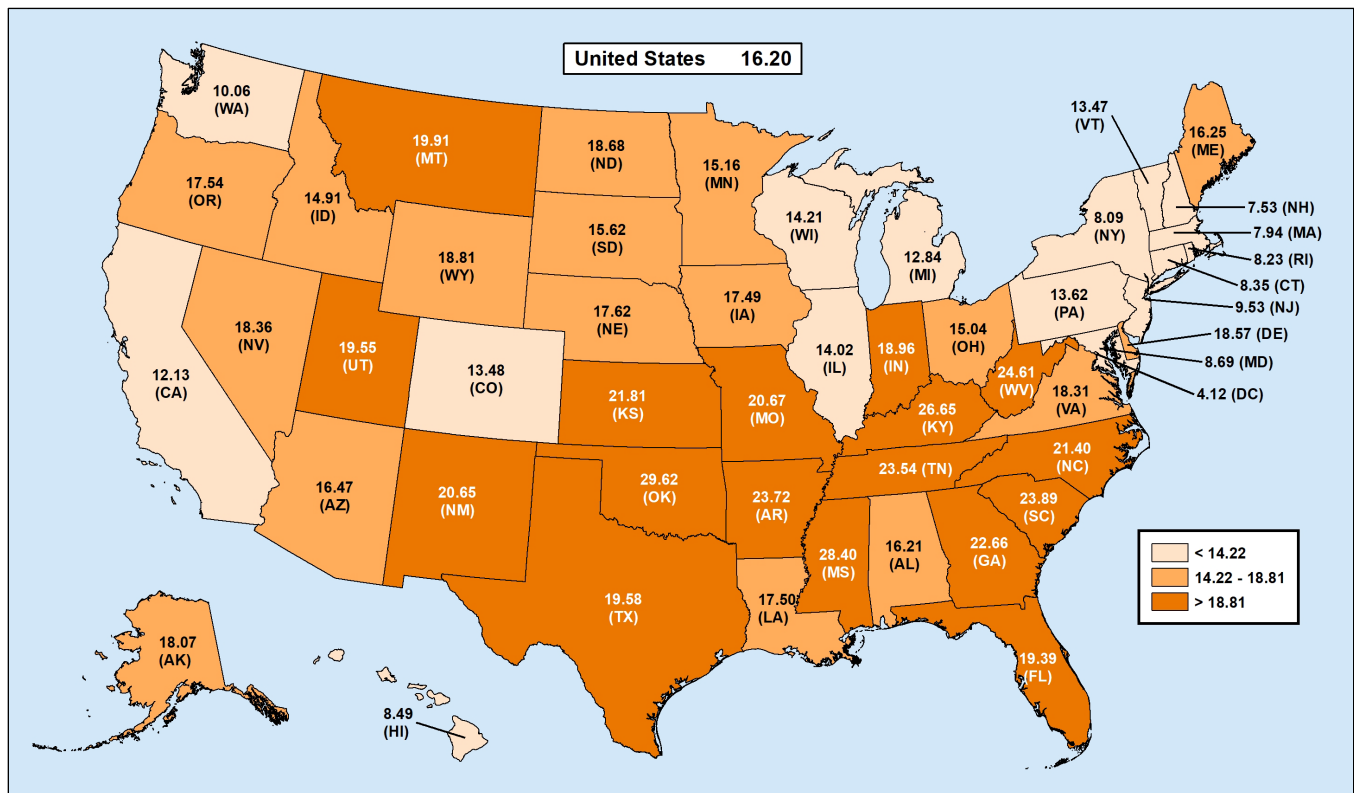 United States 16.20
10.06
(WA)
19.91
(MT)
18.68
(ND)
15.16
(MN)
13.47
(VT)
16.25
(ME)
17.54
(OR)
14.91
(ID)
15.62
(SD)
14.21
(WI)
12.84
(MI)
8.09
(NY)
7.53 (NH)
7.94 (MA)
8.23 (RI)
8.35 (CT)
9.53 (NJ)
18.57 (DE)
8.69 (MD)
4.12 (DC)
18.81
(WY)
17.62
(NE)
17.49
(IA)
13.62
(PA)
18.36
(NV)
19.55
(UT)
13.48
(CO)
14.02
(IL)
18.96
(IN)
15.04
(OH)
24.61
(WV)
18.31
(VA)
12.13
(CA)
21.81
(KS)
20.67
(MO)
26.65
(KY)
16.47
(AZ)
20.65
(NM)
29.62
(OK)
23.72
(AR)
23.54 (TN)
21.40
(NC)
23.89
(SC)
19.58
(TX)
17.50
(LA)
28.40
(MS)
16.21
(AL)
22.66
(GA)
19.39
(FL)
18.07
(AK)
8.49
(HI)
< 14.22
14.22 - 18.81
> 18.81